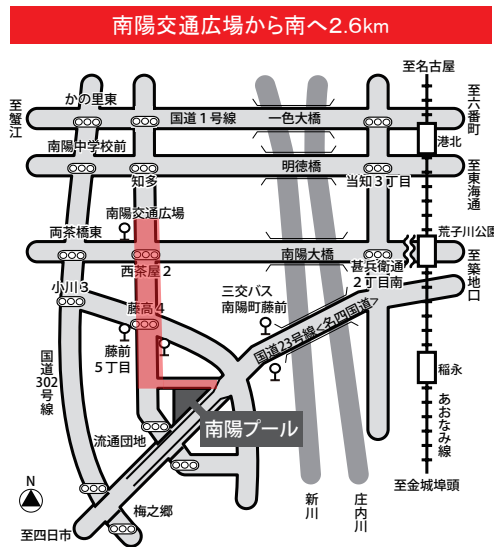 南陽交通広場から南へ2.6km
至名古屋
至蟹江
かの里東
国道1号線
一色大橋
至六番町
港北
南陽中学校前
明徳橋
至東海通
知多
当知3丁目
南陽交通広場
荒子川公園
両茶橋東
南陽大橋
西茶屋2
甚兵衛通
2丁目南
至築地口
小川3
三交バス
南陽町藤前
藤高4
国道23号線<名四国道>
藤前
5丁目
国道302号線
稲永
あおなみ線
南陽プール
流通団地
至金城埠頭
N
新川
庄内川
梅之郷
至四日市